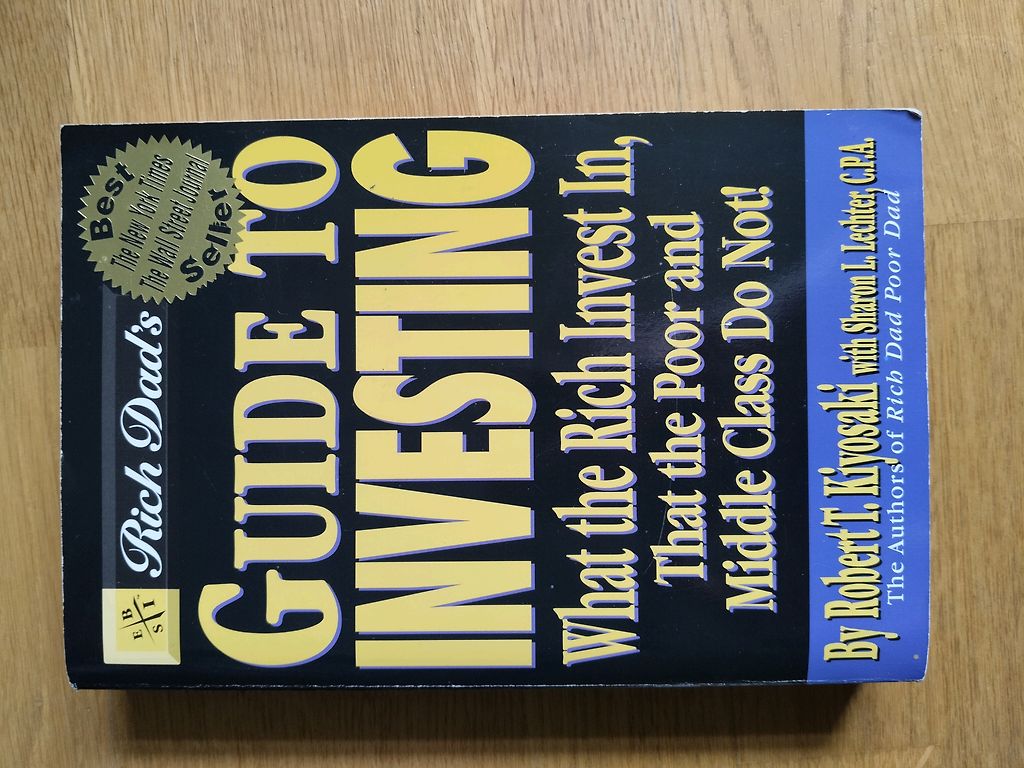 Best
The New York Times
The Wall Street Journal
Seller
E B
S I
Rich Dad's
GUIDE TO
INVESTING
What the Rich Invest In,
That the Poor and
Middle Class Do Not!
By Robert T. Kiyosaki with Sharon L. Lechter, C.P.A.
The Authors of Rich Dad Poor Dad